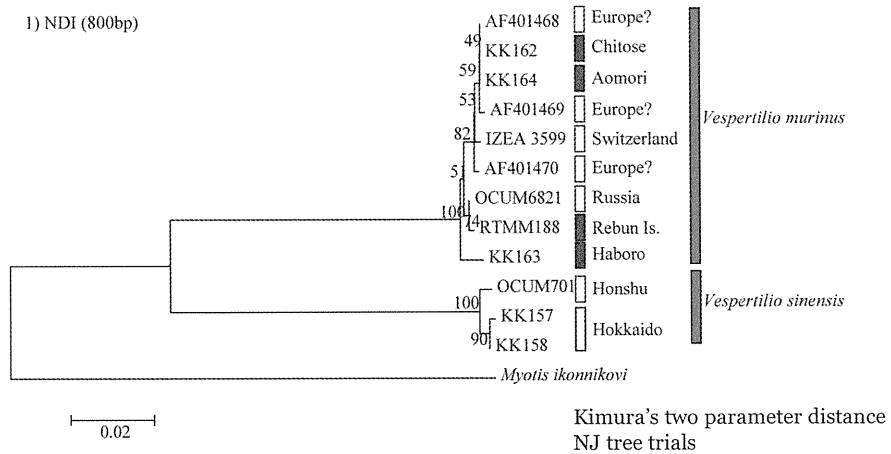 1) NDI (800bp)
AF401468 Europe?
49
KK162 Chitose
59
KK164 Aomori
53
AF401469 Europe?
Vespertilio murinus
82
IZEA 3599 Switzerland
51
AF401470 Europe?
OCUM6821 Russia
100
74
RTMM188 Rebun Is.
KK163 Haboro
OCUM701 Honshu
100
Vespertilio sinensis
KK157
Hokkaido
90
KK158
Myotis ikonnikovi
0.02
Kimura's two parameter distance
NJ tree trials